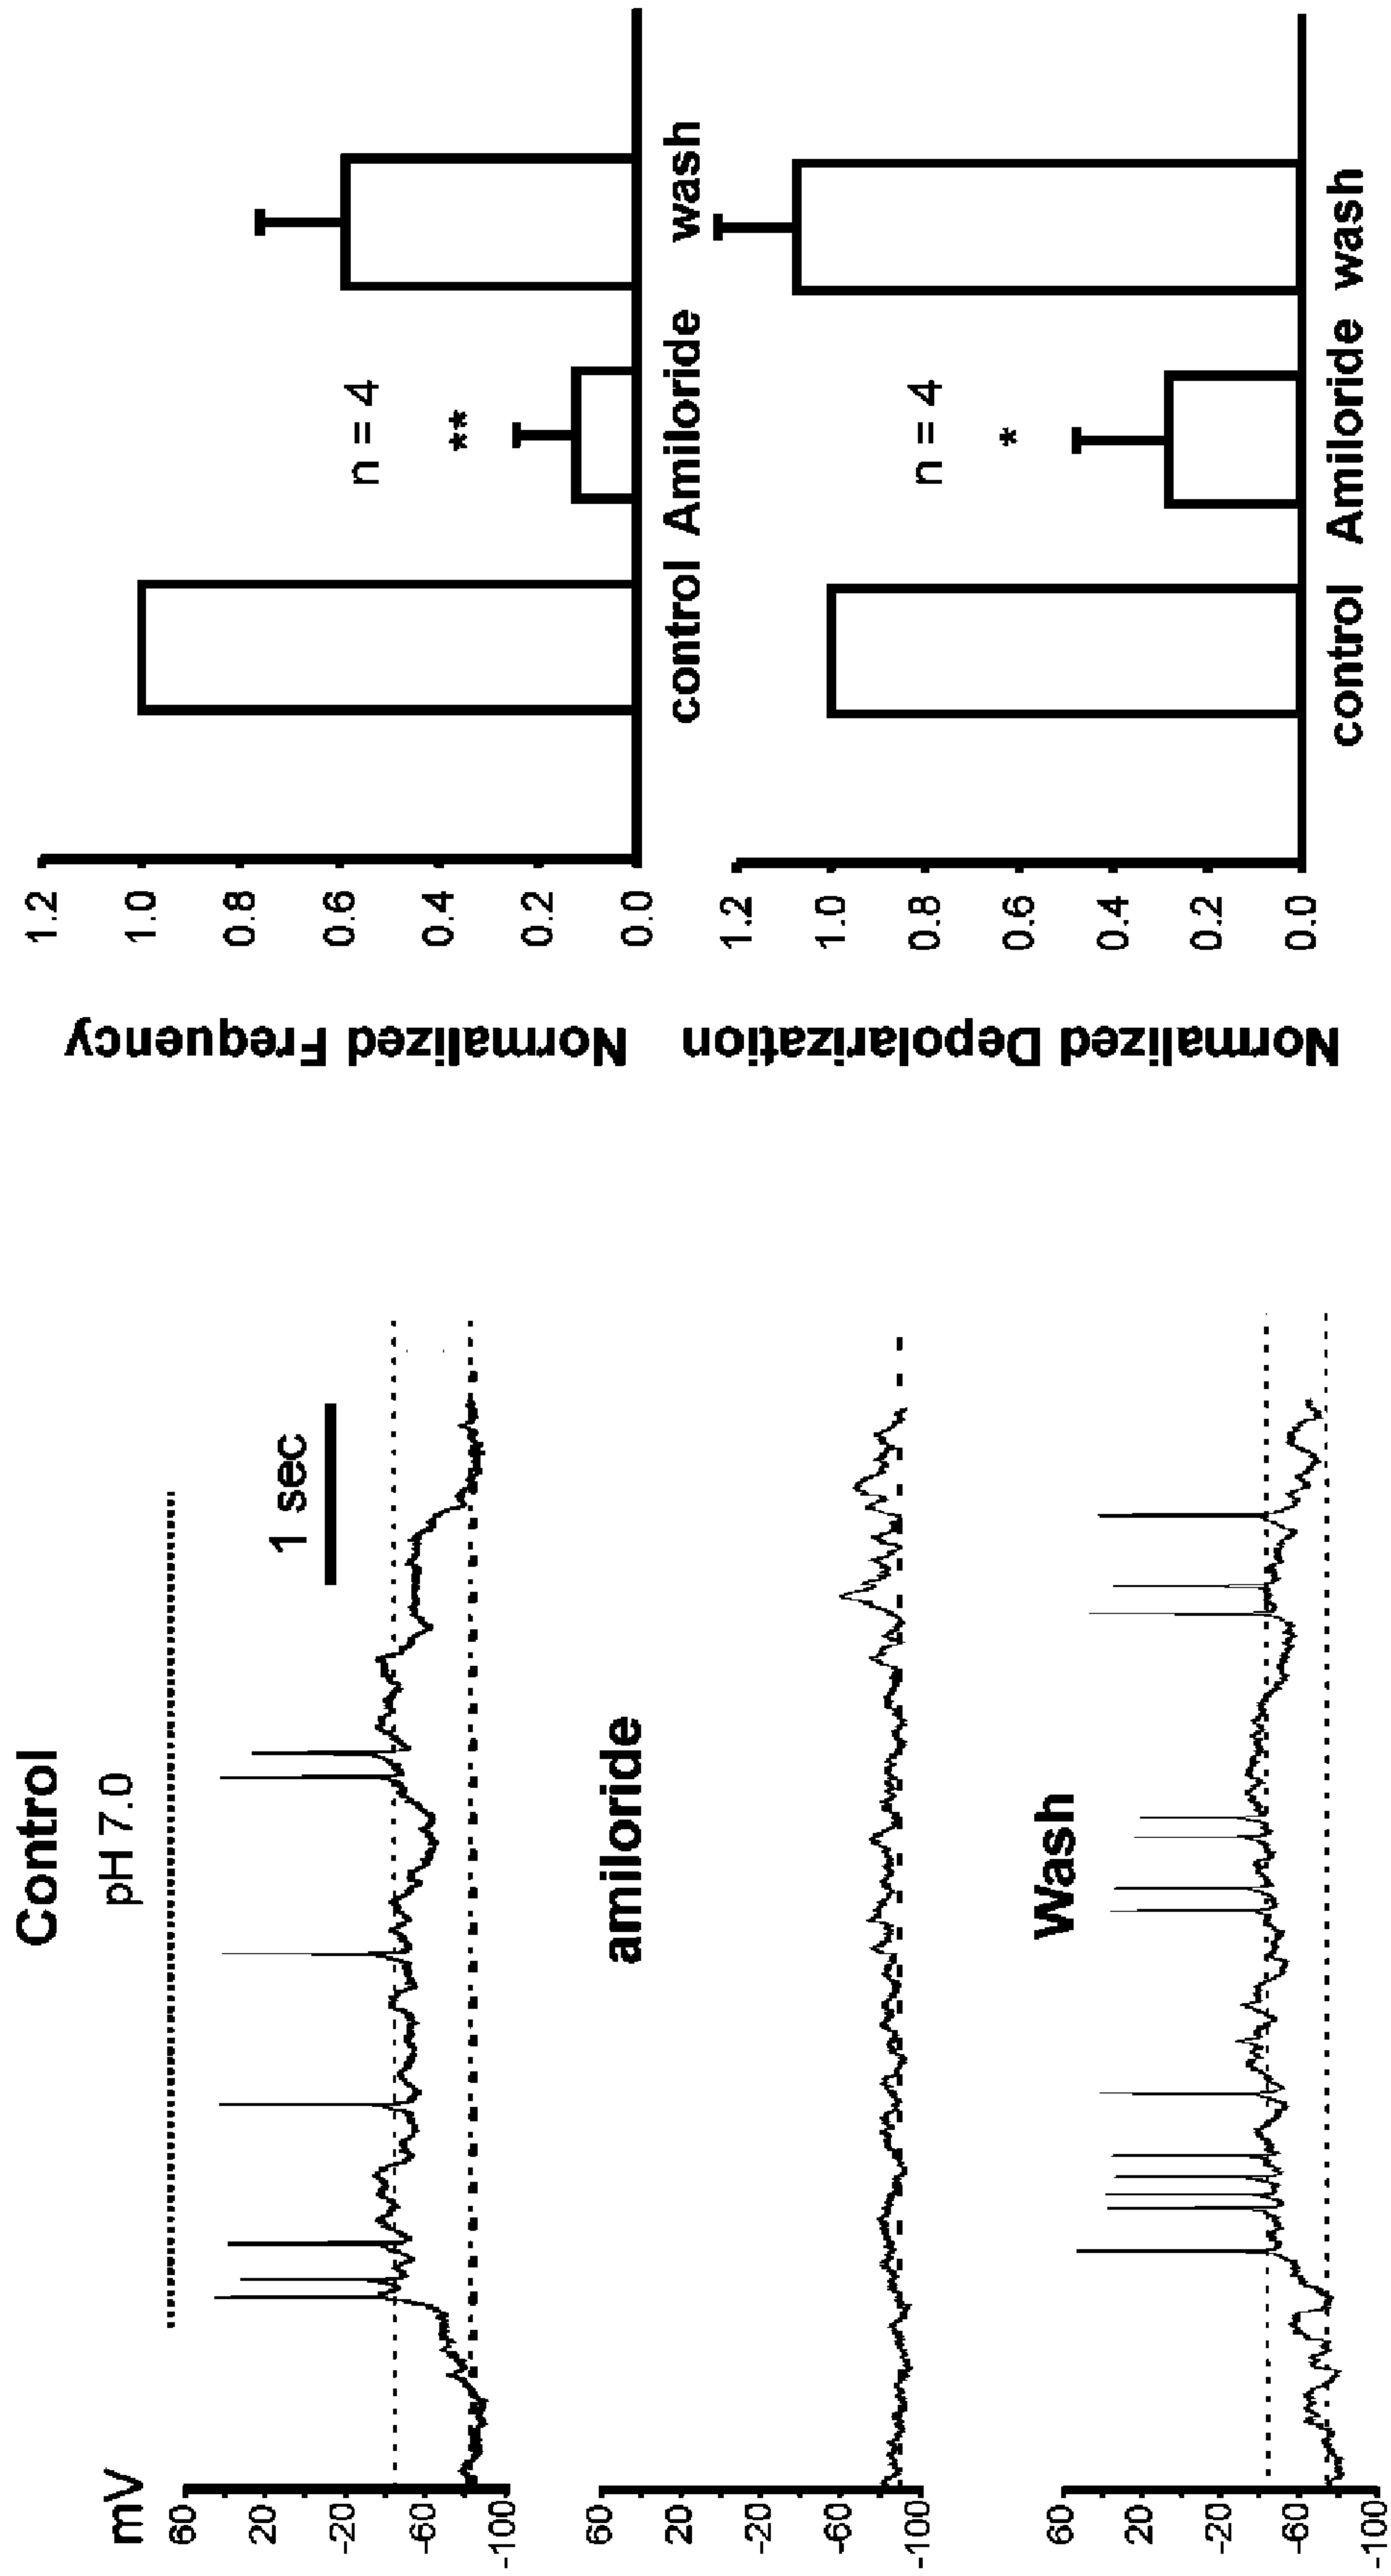 Control
pH 7.0
mV
60
20
-20
-60
-100
1 sec
amiloride
60
20
-20
-60
-100
Wash
60
20
-20
-60
-100
Normalized Frequency
1.2
1.0
0.8
0.6
0.4
0.2
0.0
n = 4
**
control Amiloride wash
Normalized Depolarization
1.2
1.0
0.8
0.6
0.4
0.2
0.0
n = 4
*
control Amiloride wash